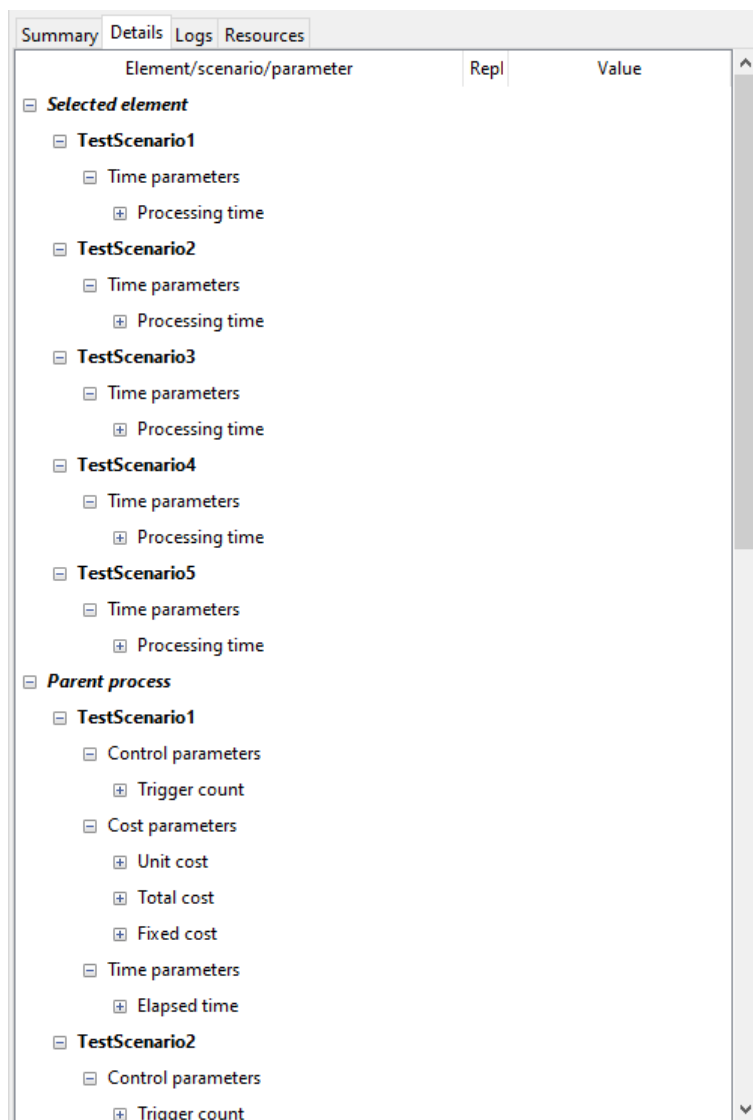 Summary Details Logs Resources
Element/scenario/parameter Repl Value
Selected element
TestScenario1
Time parameters
Processing time
TestScenario2
Time parameters
Processing time
TestScenario3
Time parameters
Processing time
TestScenario4
Time parameters
Processing time
TestScenario5
Time parameters
Processing time
Parent process
TestScenario1
Control parameters
Trigger count
Cost parameters
Unit cost
Total cost
Fixed cost
Time parameters
Elapsed time
TestScenario2
Control parameters
Trigger count